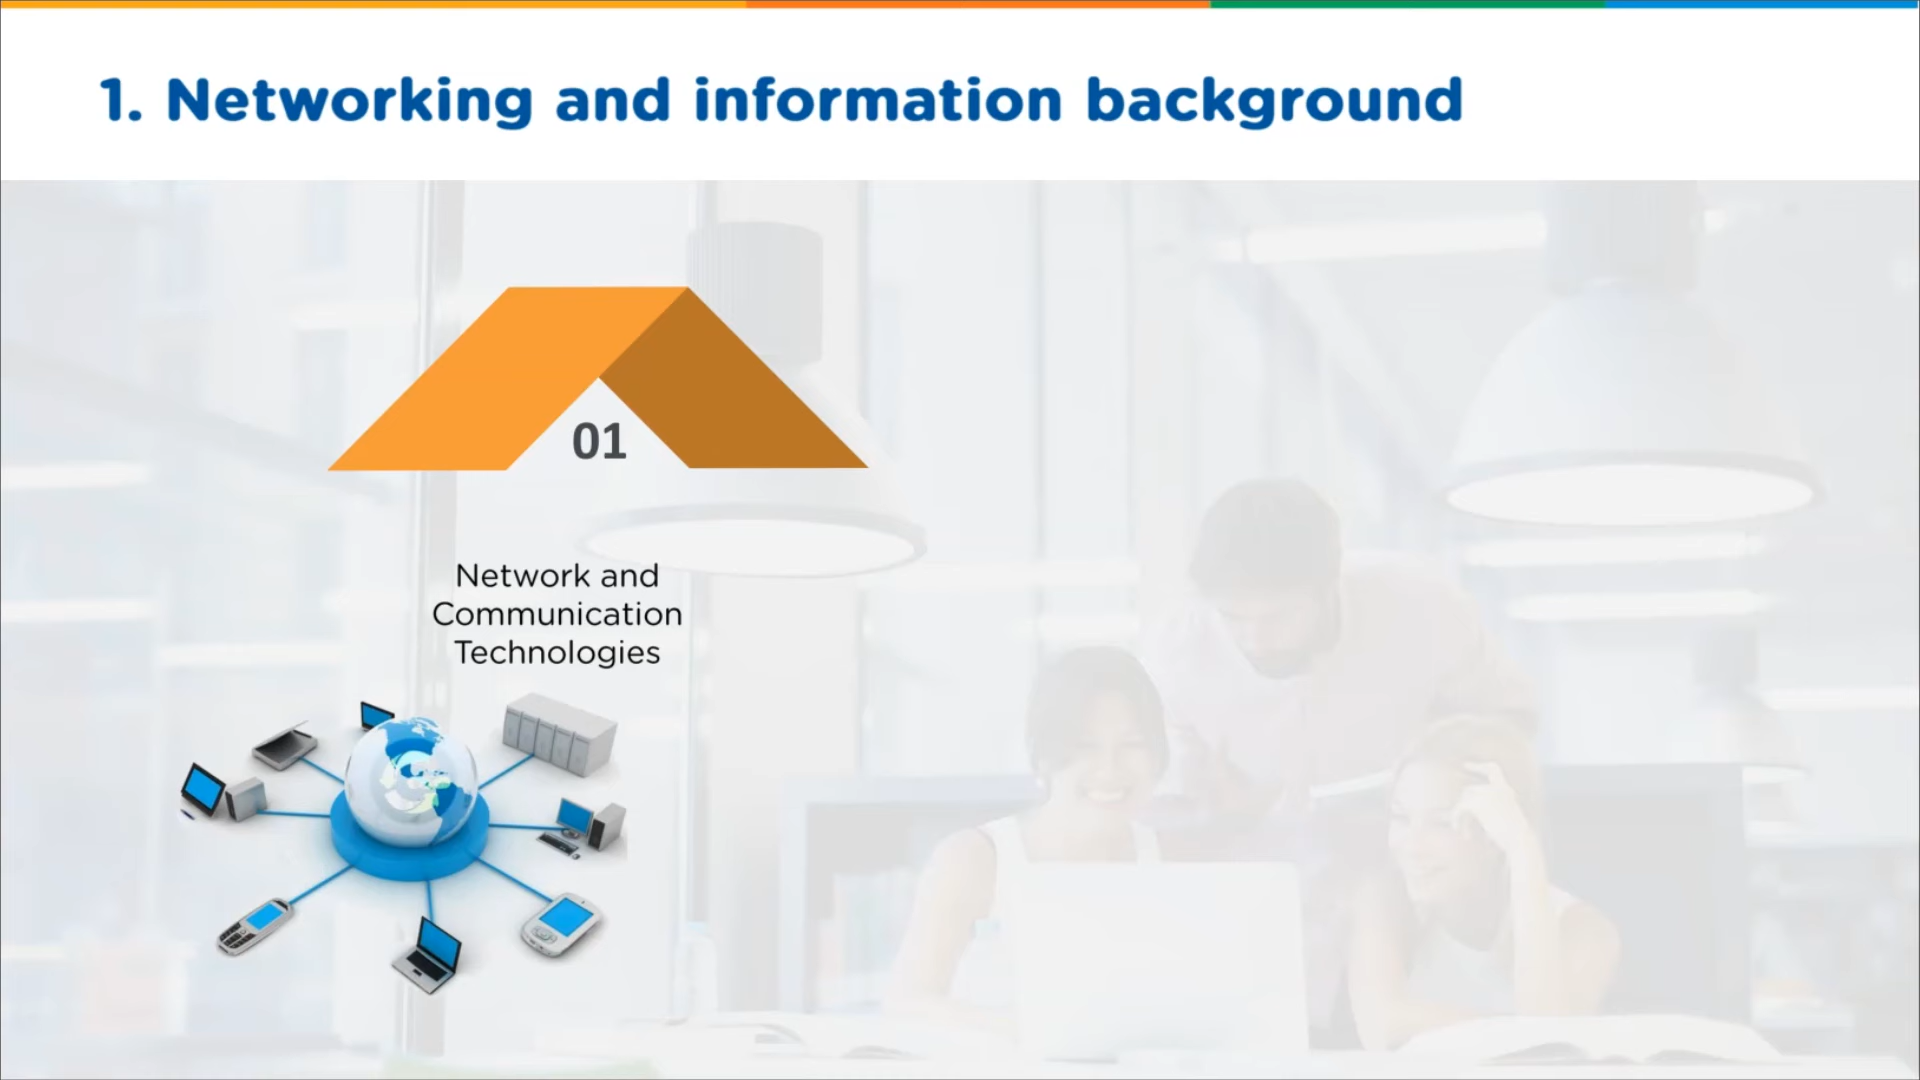 1. Networking and information background
01
Network and
Communication
Technologies